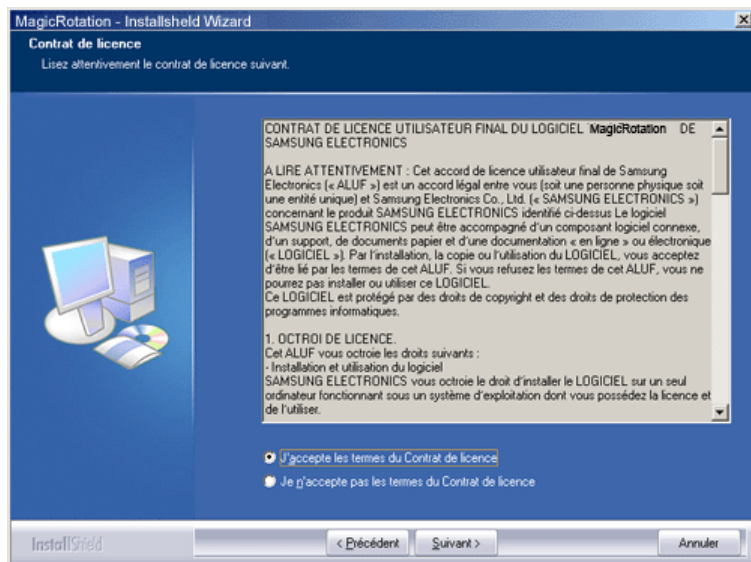 MagicRotation - Installsheld Wizard
Contrat de licence
Lisez attentivement le contrat de licence suivant.
CONTRAT DE LICENCE UTILISATEUR FINAL DU LOGICIEL `MagicRotation DE
SAMSUNG ELECTRONICS
A LIRE ATTENTIVEMENT : Cet accord de licence utilisateur final de Samsung
Electronics (« ALUF ») est un accord légal entre vous (soit une personne physique soit
une entité unique) et Samsung Electronics Co., Ltd. (« SAMSUNG ELECTRONICS »)
concernant le produit SAMSUNG ELECTRONICS identifié ci-dessus Le logiciel
SAMSUNG ELECTRONICS peut être accompagné d'un composant logiciel connexe,
d'un support, de documents papier et d'une documentation « en ligne » ou électronique
(« LOGICIEL »). Par l'installation, la copie ou l'utilisation du LOGICIEL, vous acceptez
d'être lié par les termes de cet ALUF. Si vous refusez les termes de cet ALUF, vous ne
pourrez pas installer ou utiliser ce LOGICIEL.
Ce LOGICIEL est protégé par des droits de copyright et des droits de protection des
programmes informatiques.
1. OCTROI DE LICENCE.
Cet ALUF vous octroie les droits suivants :
- Installation et utilisation du logiciel
SAMSUNG ELECTRONICS vous octroie le droit d'installer le LOGICIEL sur un seul
ordinateur fonctionnant sous un système d'exploitation dont vous possédez la licence et
de l'utiliser.
J'accepte les termes du Contrat de licence
Je n'accepte pas les termes du Contrat de licence
InstallShield
< Précédent
Suivant >
Annuler